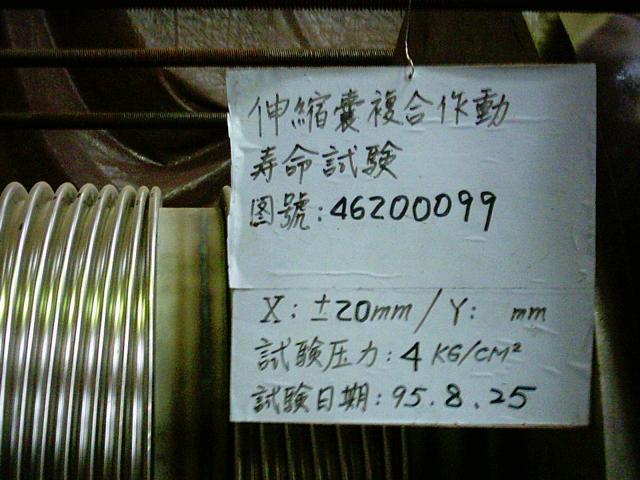 伸縮囊複合作動
寿命試験
图號:46200099
X: ±20mm / Y: mm
試験压力:4 KG/CM²
試験日期:95.8.25